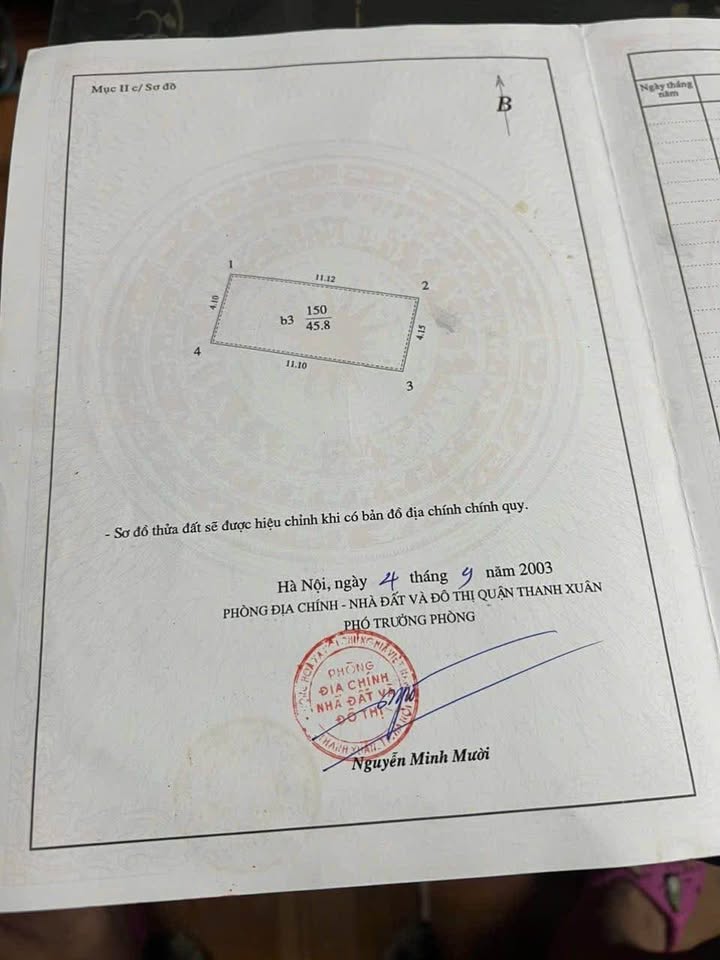 Mục II c/ Sơ đồ
B
Ngày tháng
năm
1
11.12
2
4.10
b3
150
45.8
4.15
4
11.10
3
- Sơ đồ thửa đất sẽ được hiệu chỉnh khi có bản đồ địa chính chính quy.
Hà Nội, ngày 4 tháng 9 năm 2003
PHÒNG ĐỊA CHÍNH - NHÀ ĐẤT VÀ ĐÔ THỊ QUẬN THANH XUÂN
PHÓ TRƯỞNG PHÒNG
PHÒNG
ĐỊA CHÍNH
NHÀ ĐẤT VÀ
ĐÔ THỊ
Nguyễn Minh Mười